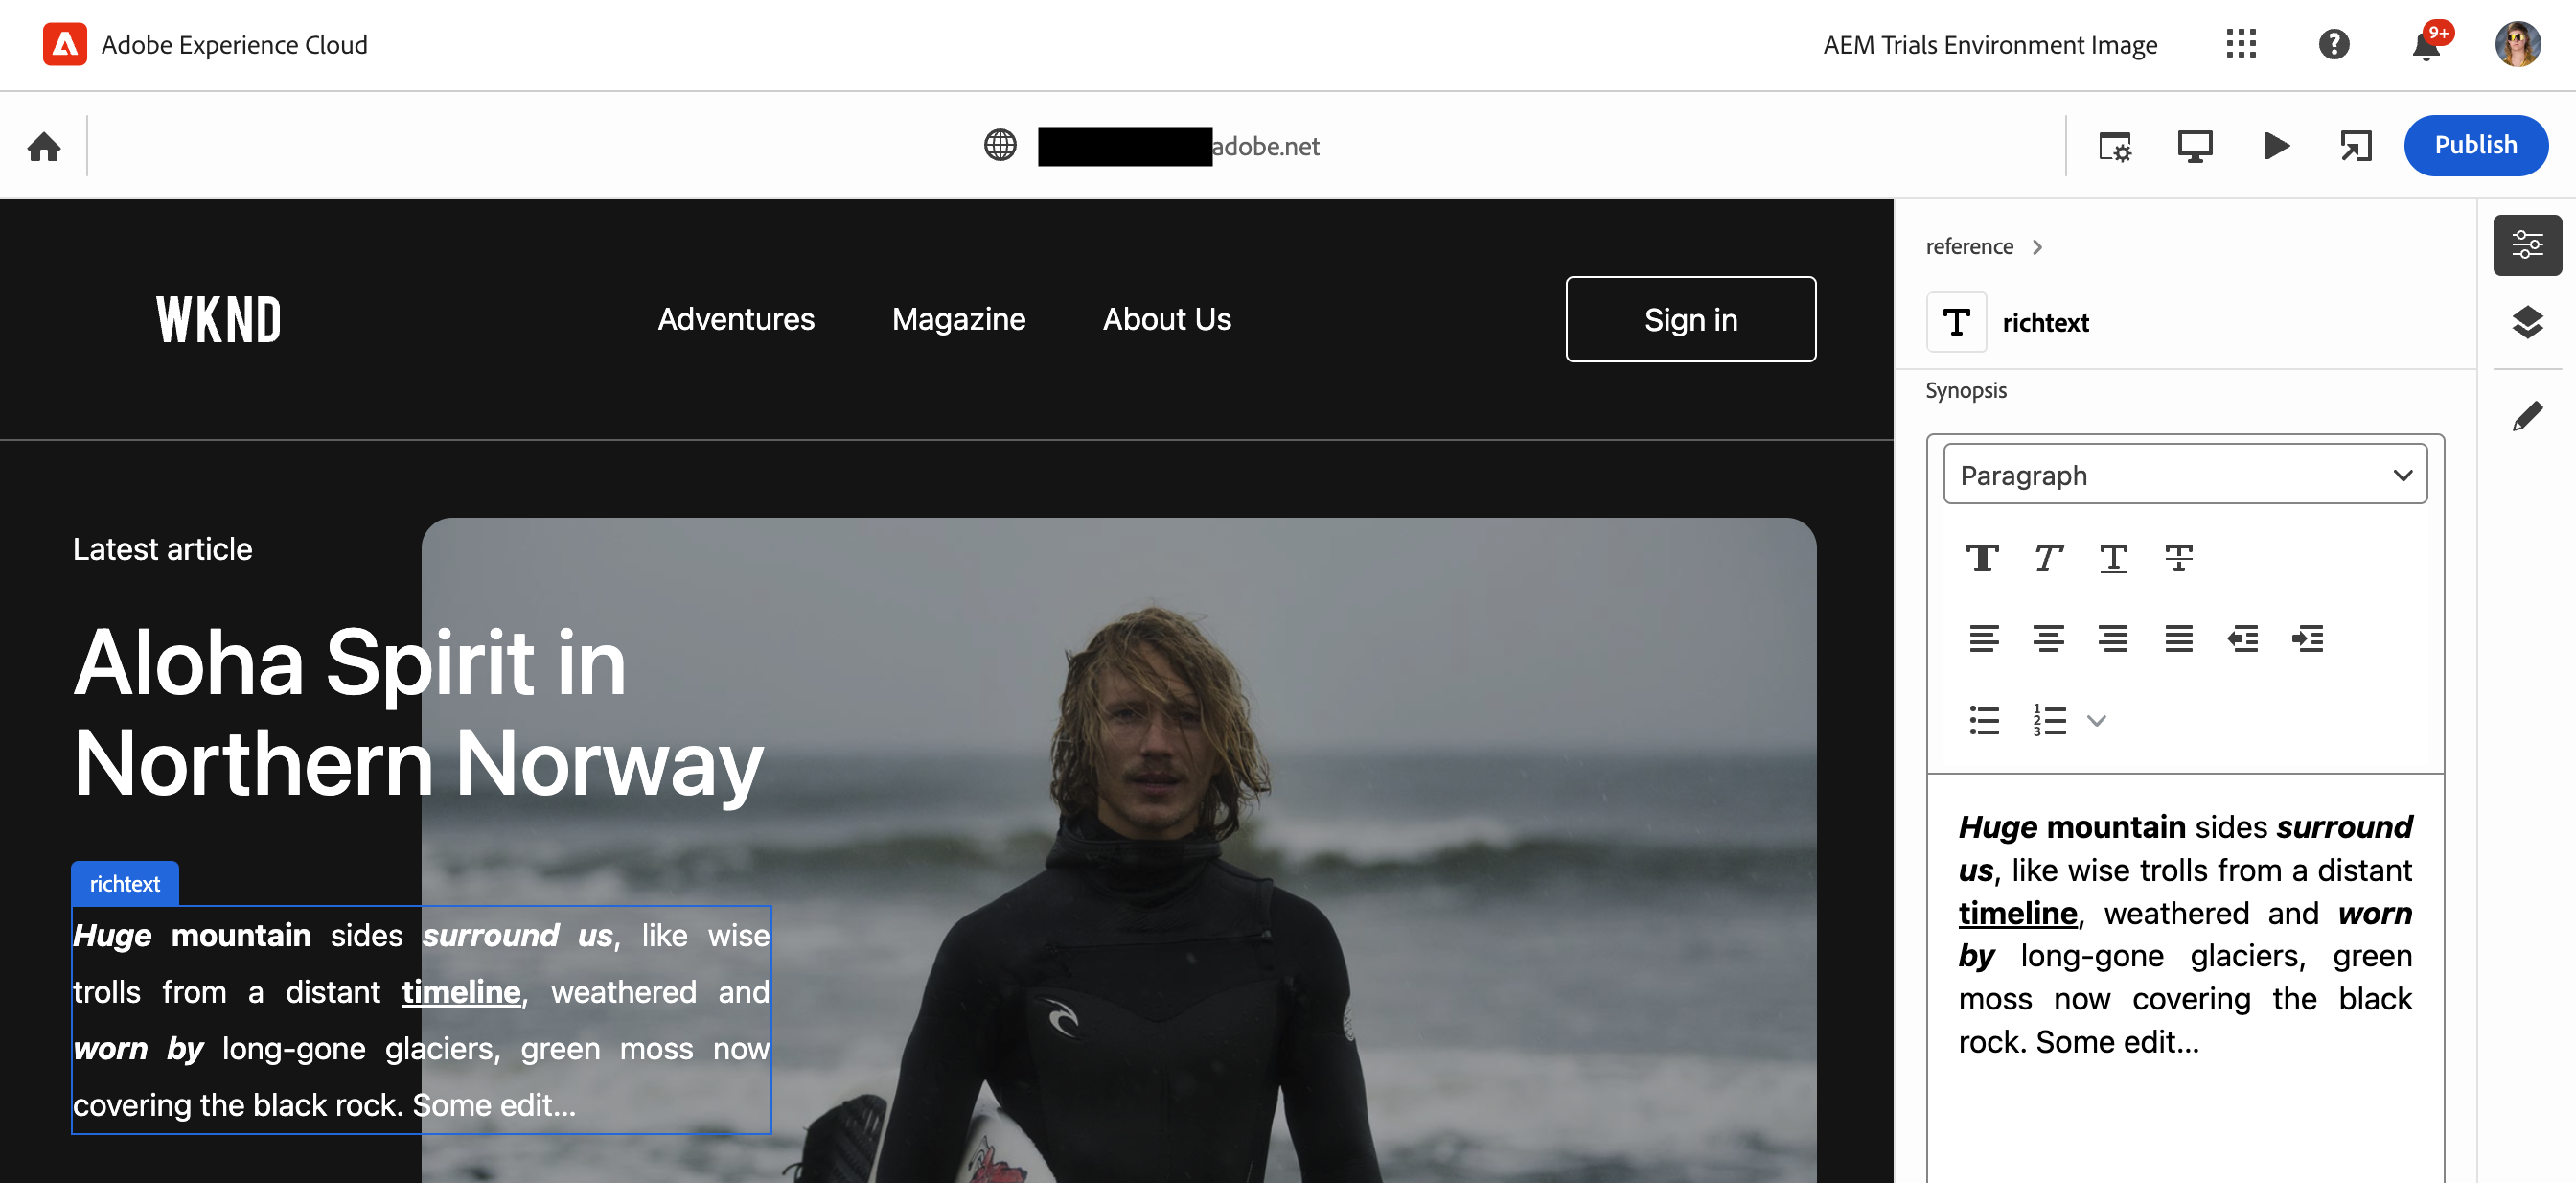 Adobe Experience Cloud
AEM Trials Environment Image
9+
adobe.net
Publish
WKND
Adventures
Magazine
About Us
Sign in
Latest article
Aloha Spirit in
Northern Norway
richtext
Huge mountain sides surround us, like wise
trolls from a distant timeline, weathered and
worn by long-gone glaciers, green moss now
covering the black rock. Some edit...
reference
T richtext
Synopsis
Paragraph
T T T T
1
2
3
Huge mountain sides surround
us, like wise trolls from a distant
timeline, weathered and worn
by long-gone glaciers, green
moss now covering the black
rock. Some edit...